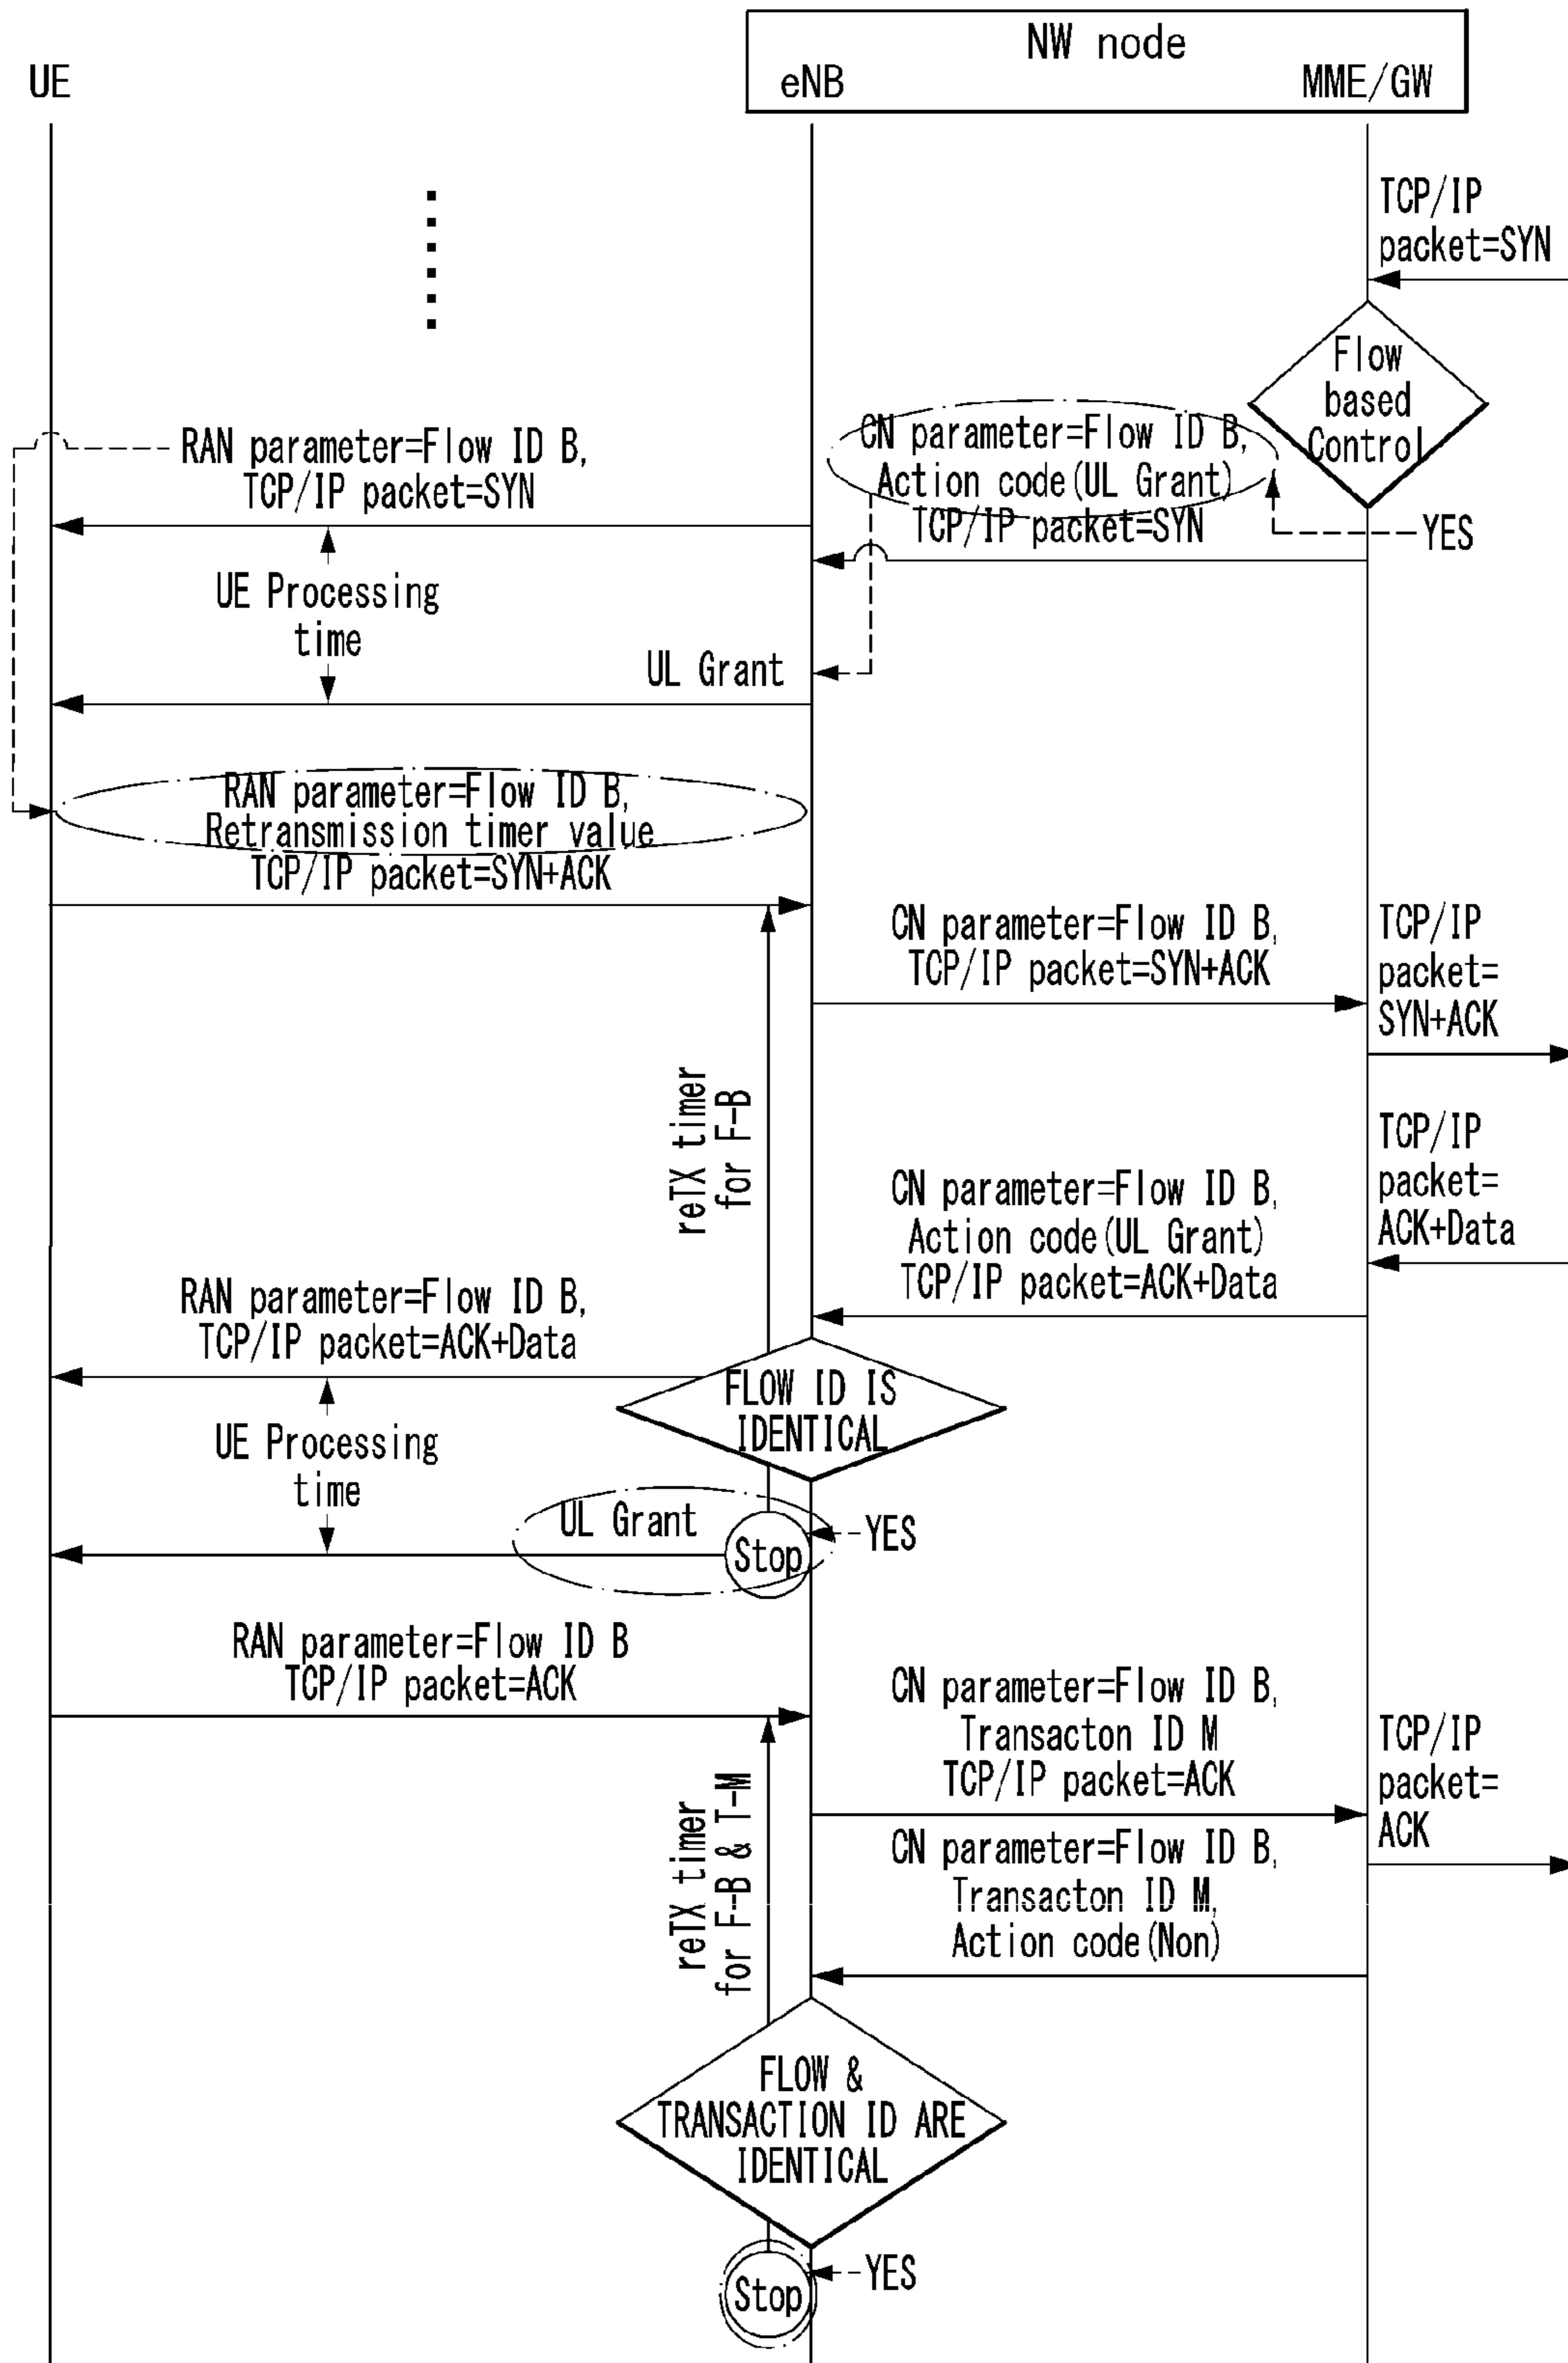 NW node
UE
eNB
MME/GW
TCP/IP
packet=SYN
Flow
based
Control
RAN parameter=Flow ID B,
TCP/IP packet=SYN
CN parameter=Flow ID B,
Action code(UL Grant)
TCP/IP packet=SYN
YES
UE Processing
time
UL Grant
RAN parameter=Flow ID B,
Retransmission timer value
TCP/IP packet=SYN+ACK
CN parameter=Flow ID B,
TCP/IP packet=SYN+ACK
TCP/IP
packet=
SYN+ACK
reTX timer
for F-B
TCP/IP
packet=
ACK+Data
CN parameter=Flow ID B,
Action code(UL Grant)
TCP/IP packet=ACK+Data
RAN parameter=Flow ID B,
TCP/IP packet=ACK+Data
FLOW ID IS
IDENTICAL
UE Processing
time
UL Grant
Stop
YES
RAN parameter=Flow ID B
TCP/IP packet=ACK
CN parameter=Flow ID B,
Transacton ID M
TCP/IP packet=ACK
TCP/IP
packet=
ACK
reTX timer
for F-B & T-M
CN parameter=Flow ID B,
Transacton ID M,
Action code(Non)
FLOW &
TRANSACTION ID ARE
IDENTICAL
YES
Stop